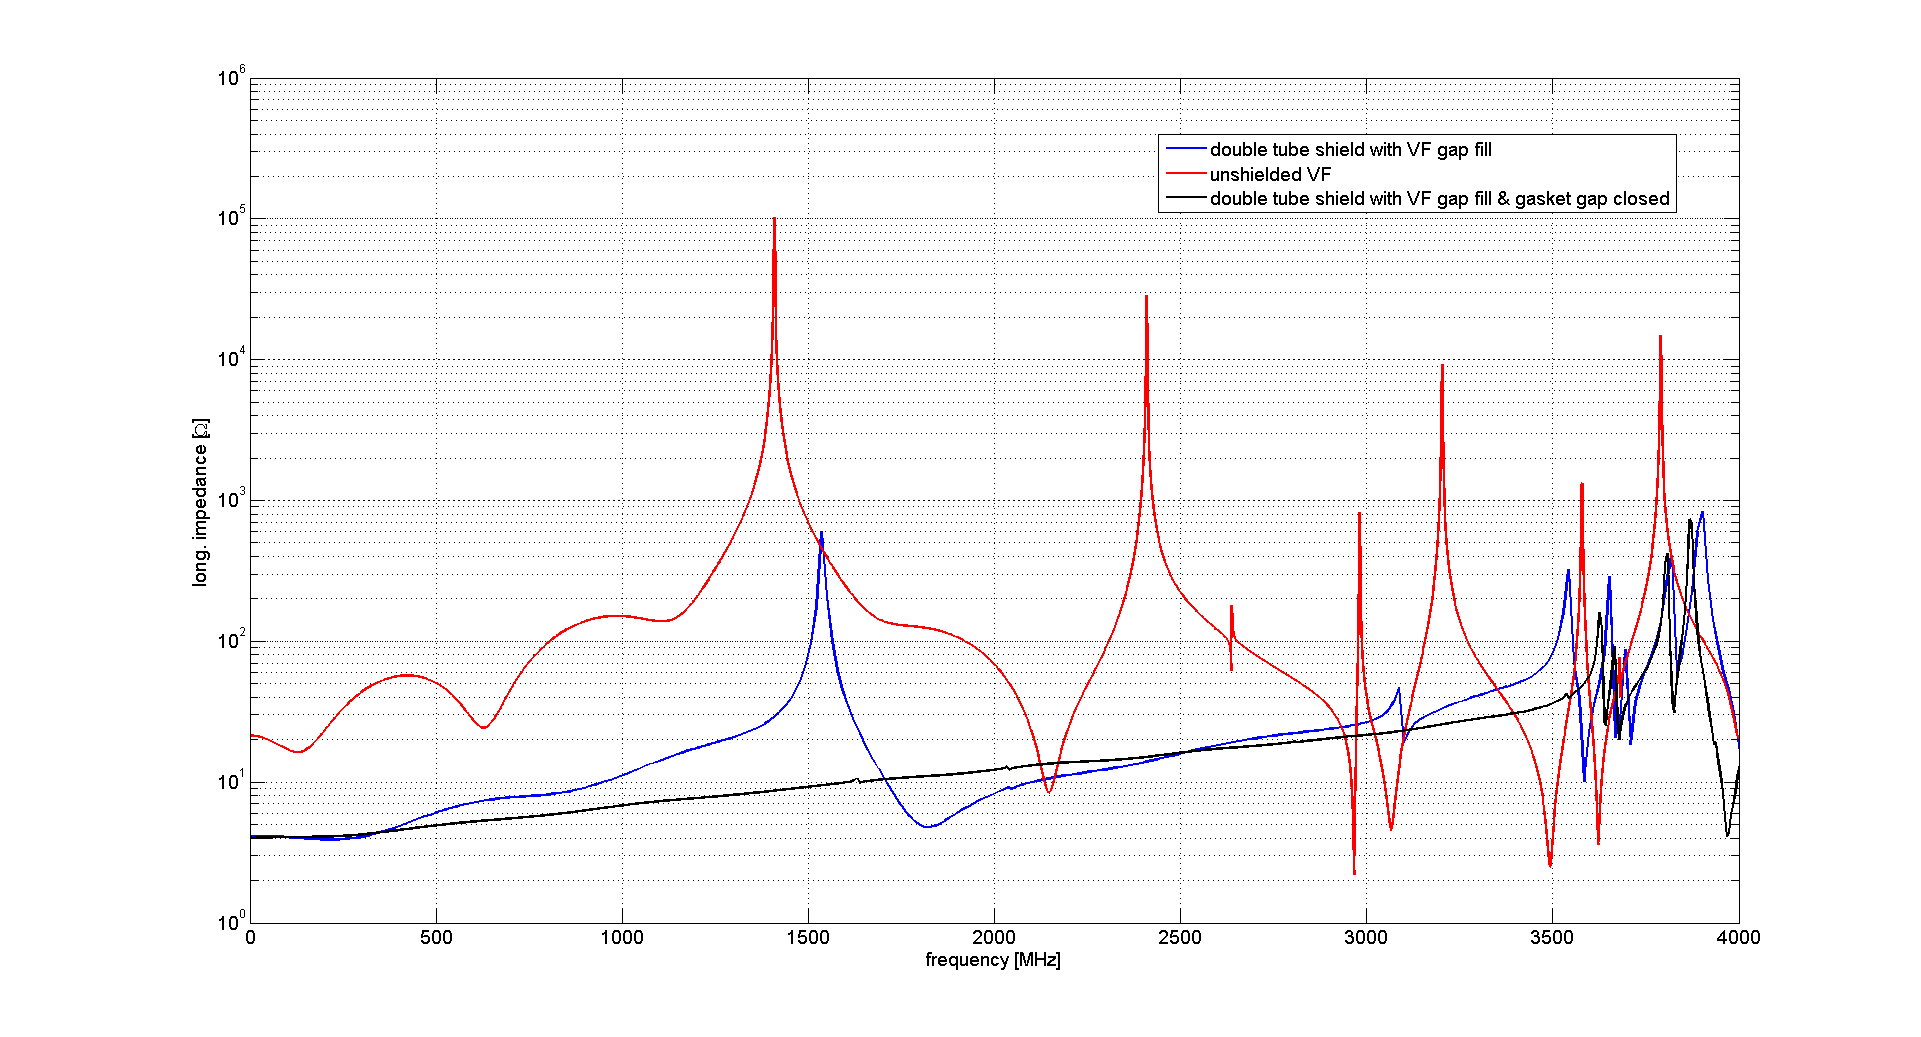 10^6
10^5
10^4
10^3
10^2
10^1
10^0
long. impedance [Ω]
double tube shield with VF gap fill
unshielded VF
double tube shield with VF gap fill & gasket gap closed
0 500 1000 1500 2000 2500 3000 3500 4000
frequency [MHz]